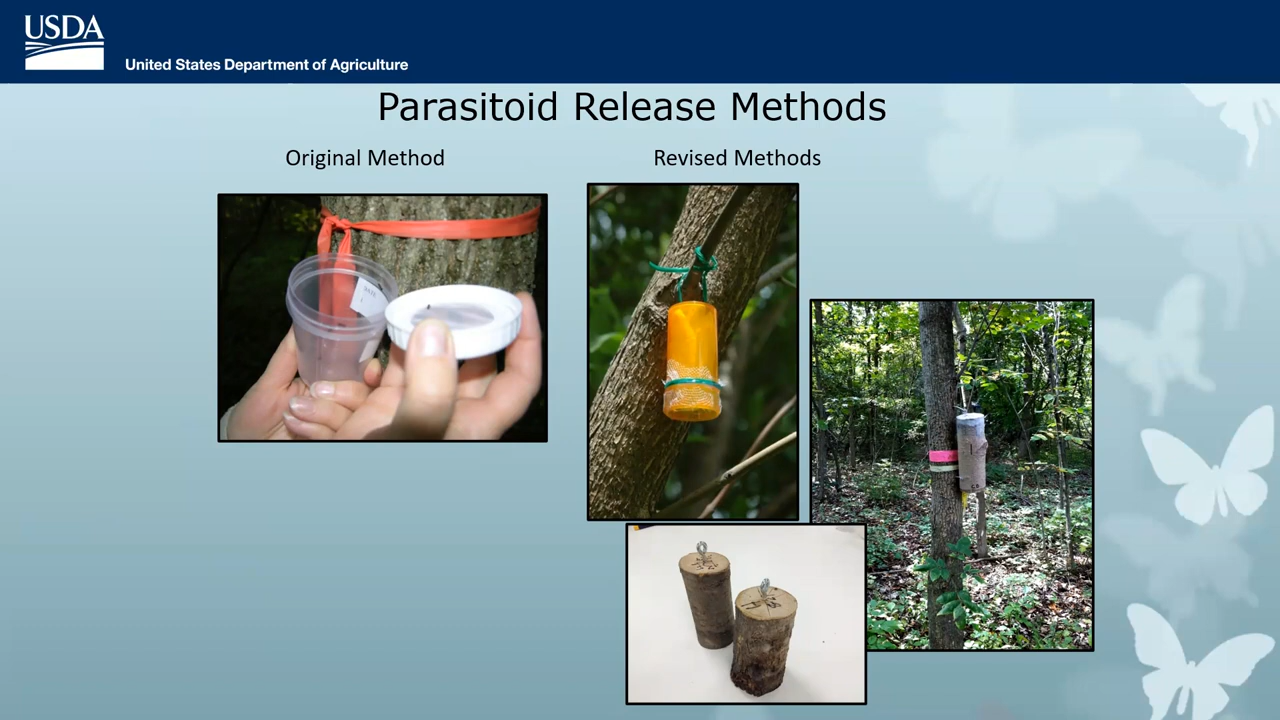 USDA
United States Department of Agriculture
Parasitoid Release Methods
Original Method
Revised Methods